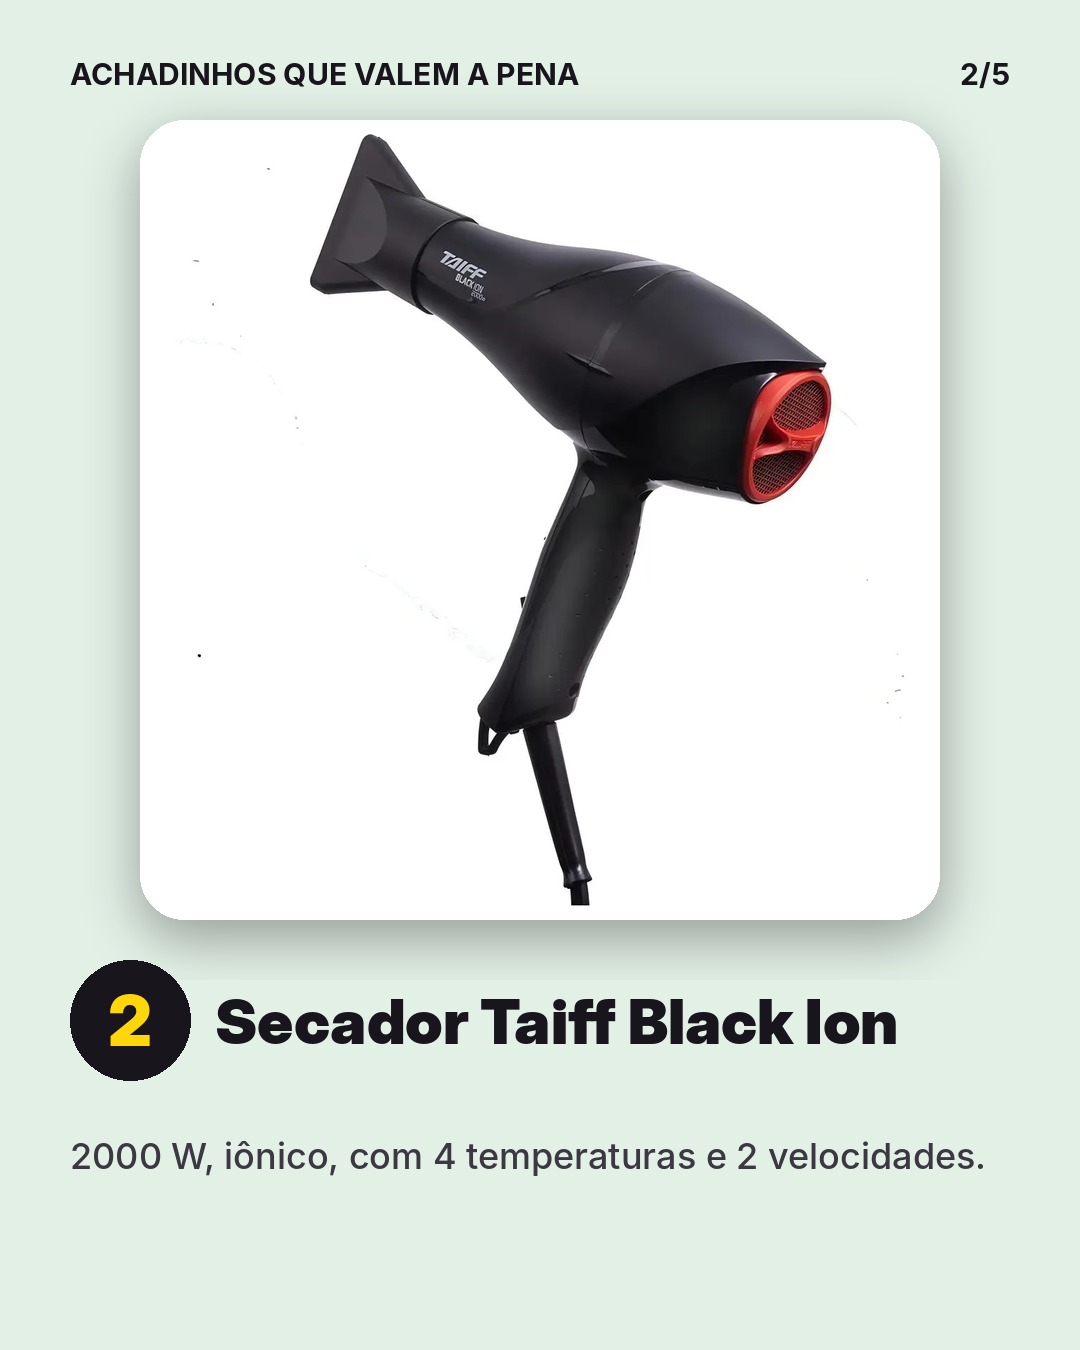 ACHADINHOS QUE VALEM A PENA
2/5
TAIFF
BLACK ION
2000w
2
Secador Taiff Black Ion
2000 W, iônico, com 4 temperaturas e 2 velocidades.